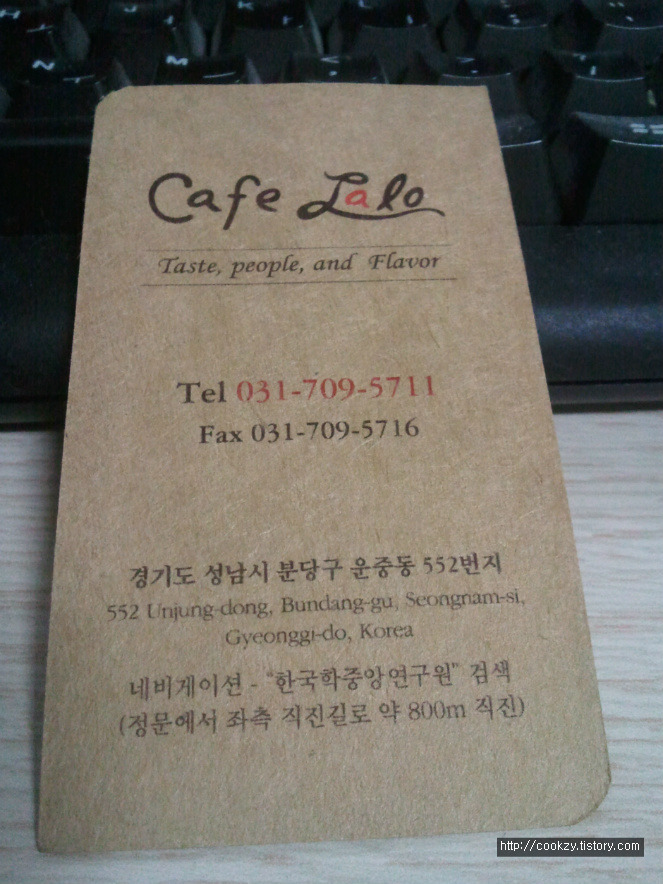 Cafe Lalo
Taste, people, and Flavor
Tel 031-709-5711
Fax 031-709-5716
경기도 성남시 분당구 운중동 552번지
552 Unjung-dong, Bundang-gu, Seongnam-si,
Gyeonggi-do, Korea
네비게이션 - "한국학중앙연구원" 검색
(정문에서 좌측 직진길로 약 800m 직진)
http://cookzy.tistory.com